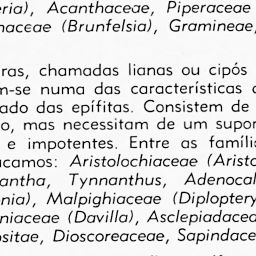 eria), Acanthaceae, Piperaceae
naceae (Brunfelsia), Gramineae,
ras, chamadas lianas ou cipós
m-se numa das características
ado das epífitas. Consistem de
o, mas necessitam de um supor
e impotentes. Entre as famíli
acamos: Aristolochiaceae (Aristo
antha, Tynnanthus, Adenocal
nia), Malpighiaceae (Diploptery
niaceae (Davilla), Asclepiadacea
ositae, Dioscoreaceae, Sapindace